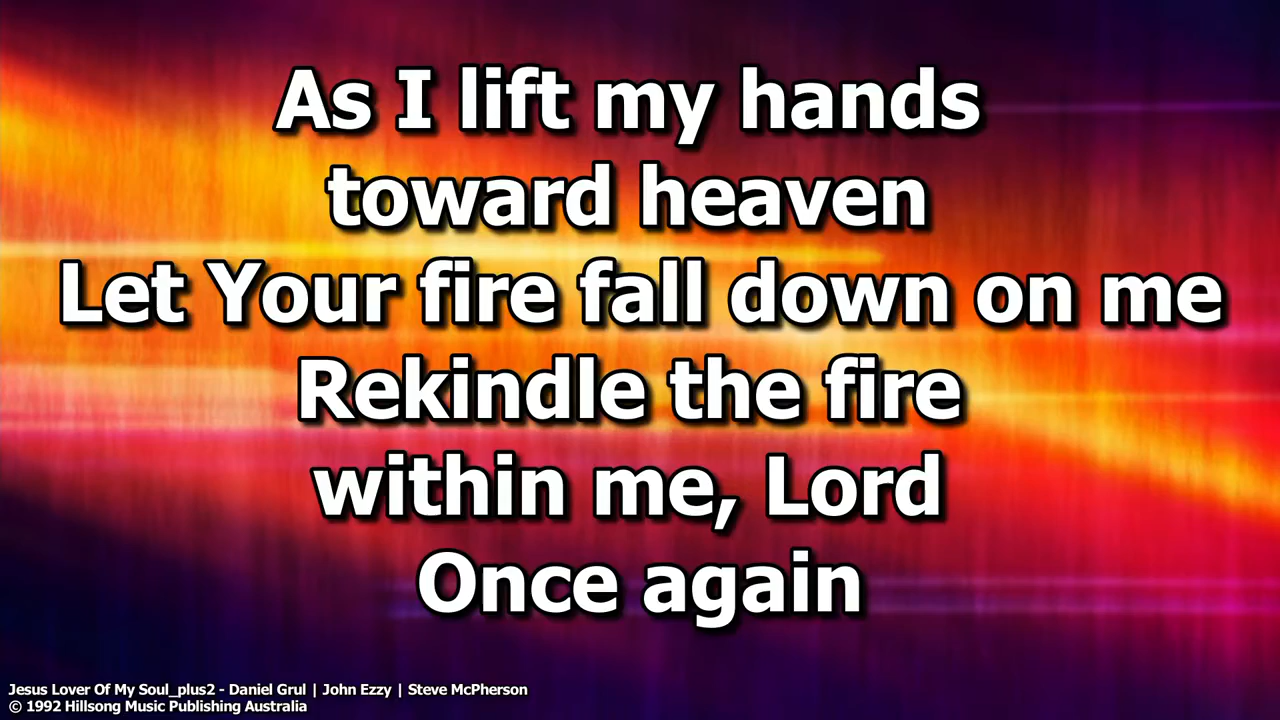 As I lift my hands
toward heaven
Let Your fire fall down on me
Rekindle the fire
within me, Lord
Once again
Jesus Lover Of My Soul_plus2 - Daniel Grul | John Ezzy | Steve McPherson
© 1992 Hillsong Music Publishing Australia